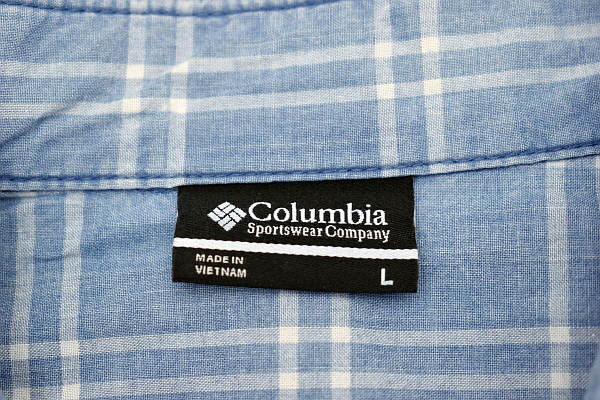 Columbia
Sportswear Company
MADE IN
VIETNAM
L